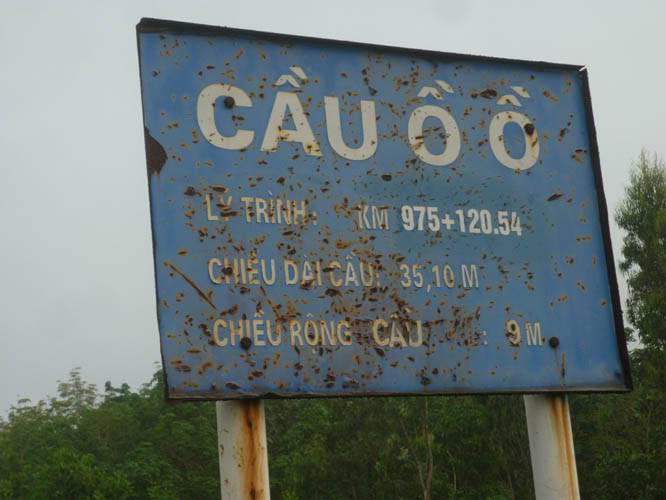 CẦU Ồ Ồ
LÝ TRÌNH : KM 975+120.54
CHIỀU DÀI CẦU: 35,10 M
CHIỀU RỘNG CẦU : 9 M